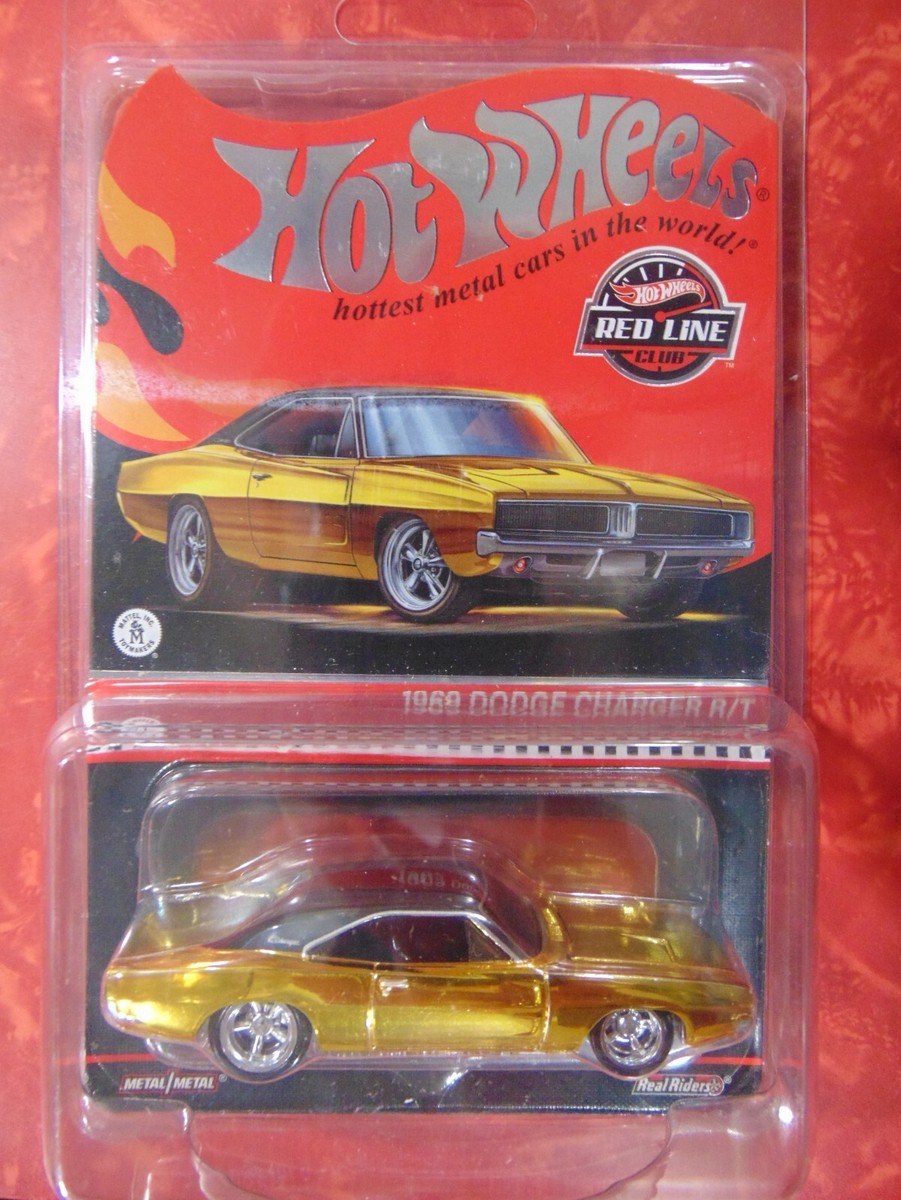 Hot Wheels®
hottest metal cars in the world!®
Hot Wheels
RED LINE
CLUB™
MATTEL, INC.
M
TOYMAKERS®
1969 DODGE CHARGER R/T
METAL/METAL®
Real Riders®